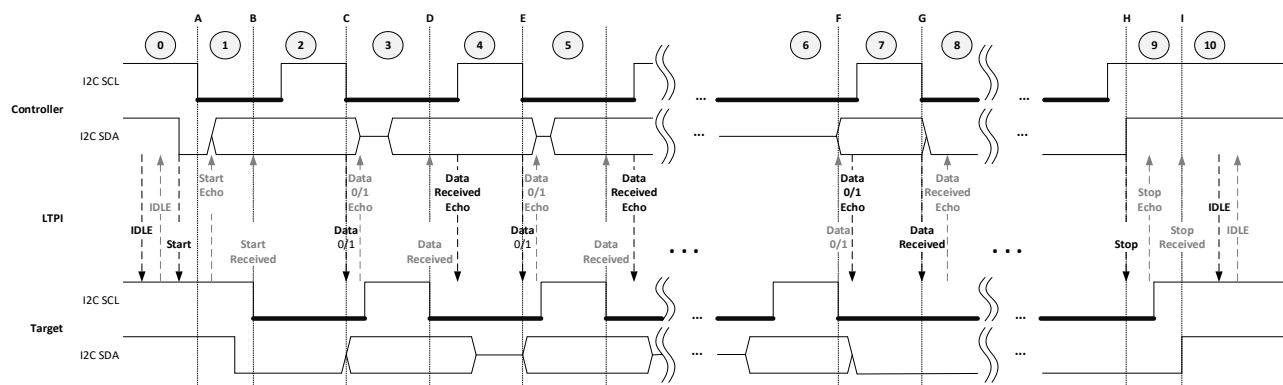 A B C D E F G H I
0 1 2 3 4 5 6 7 8 9 10
I2C SCL
... ...
Controller
I2C SDA
... ...
Start
Echo
IDLE
Data
0/1
Echo
Data
Received
Echo
Data
0/1
Echo
Data
Received
Echo
Data
0/1
Echo
Data
Received
Echo
Stop
Echo
LTPI
IDLE
Start
Start
Received
Data
0/1
Data
Received
Data
0/1
Data
Received
. . .
Data
0/1
Data
Received
. . .
Stop
Stop
Received
IDLE
IDLE
I2C SCL
... ...
Target
I2C SDA
... ...